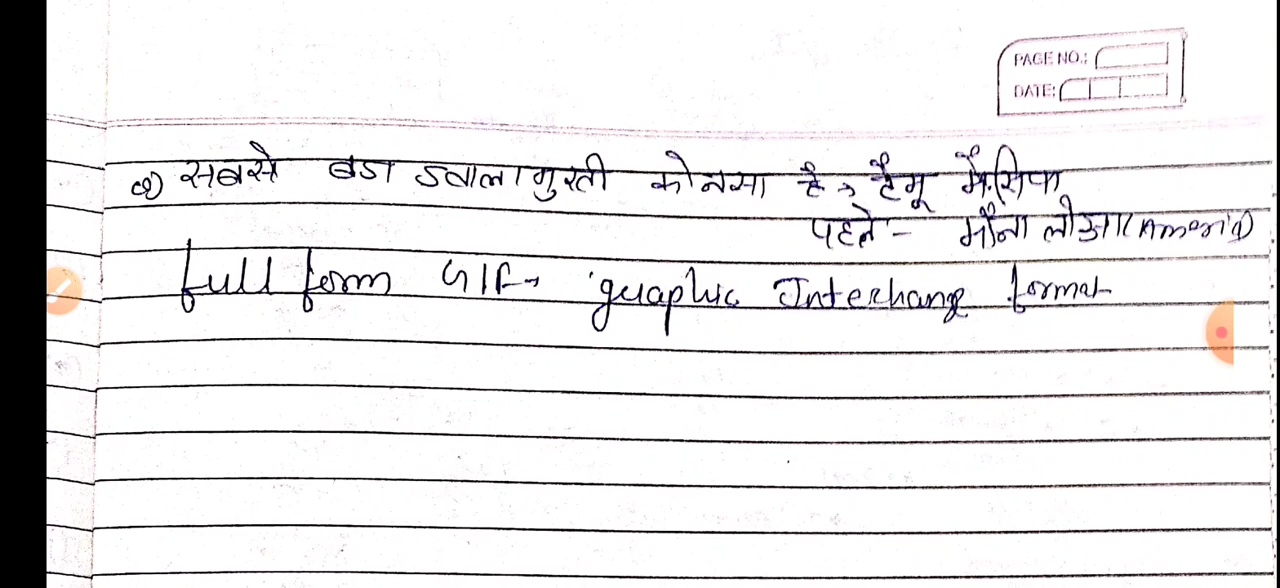 PAGE NO.:
DATE:
Q) सबसे बडा ज्वालामुखी कोनसा है → हैमू मैसिफ
पहले - मौना लोआ (America)
full form GIF → graphic Interchange format